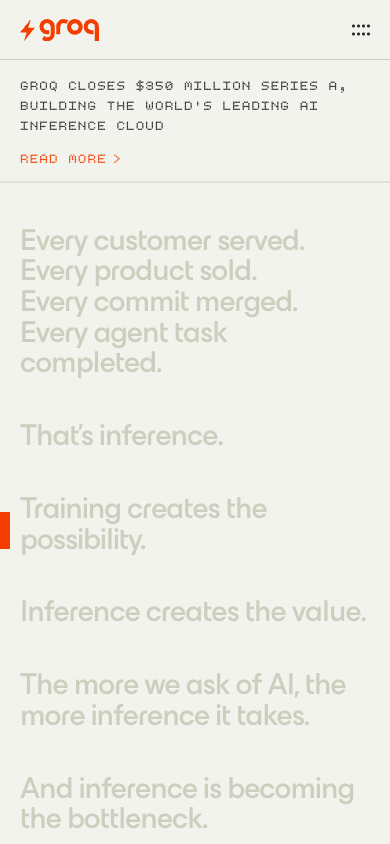 groq
GROQ CLOSES $350 MILLION SERIES A,
BUILDING THE WORLD'S LEADING AI
INFERENCE CLOUD
READ MORE >
Every customer served.
Every product sold.
Every commit merged.
Every agent task
completed.
That's inference.
Training creates the
possibility.
Inference creates the value.
The more we ask of AI, the
more inference it takes.
And inference is becoming
the bottleneck.